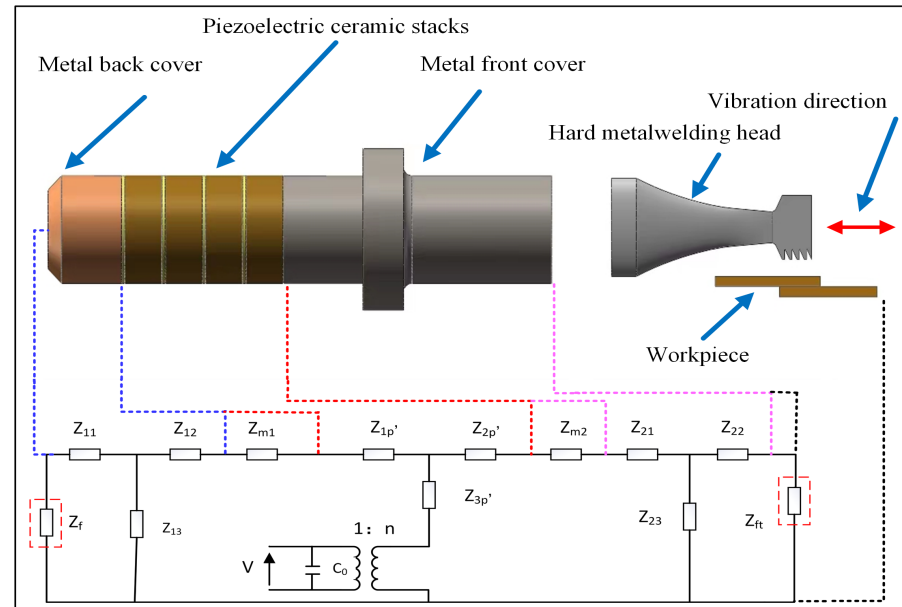 Piezoelectric ceramic stacks
Metal back cover
Metal front cover
Vibration direction
Hard metalwelding head
Workpiece
Z11
Z12
Zm1
Z1p'
Z2p'
Zm2
Z21
Z22
Z3p'
Zf
Z13
1: n
Z23
Zft
V
C0